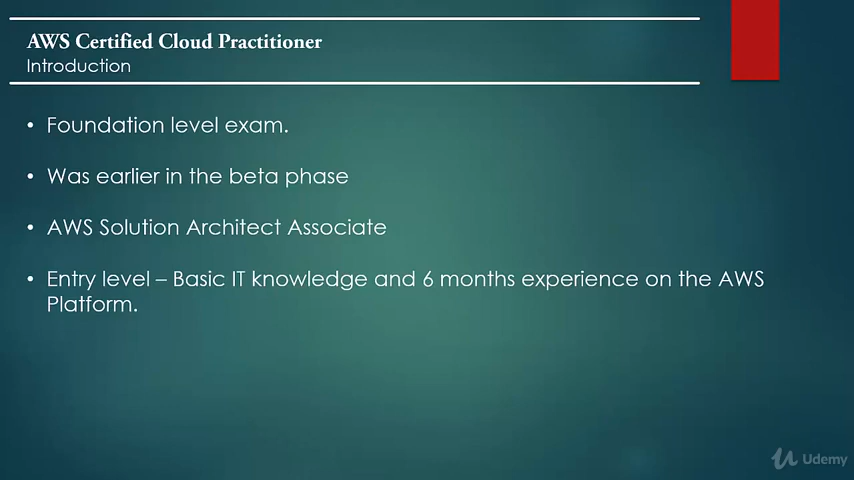 AWS Certified Cloud Practitioner
Introduction
• Foundation level exam.
• Was earlier in the beta phase
• AWS Solution Architect Associate
• Entry level – Basic IT knowledge and 6 months experience on the AWS
Platform.
Udemy